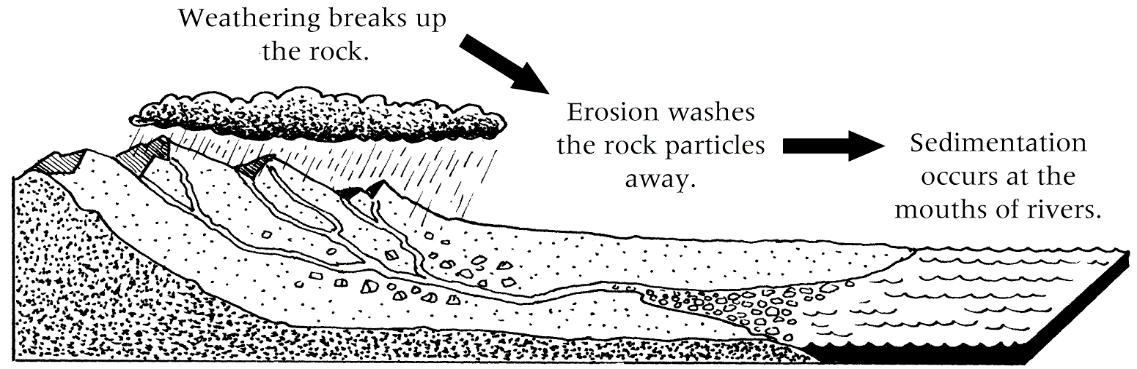 Weathering breaks up
the rock.
Erosion washes
the rock particles
away.
Sedimentation
occurs at the
mouths of rivers.